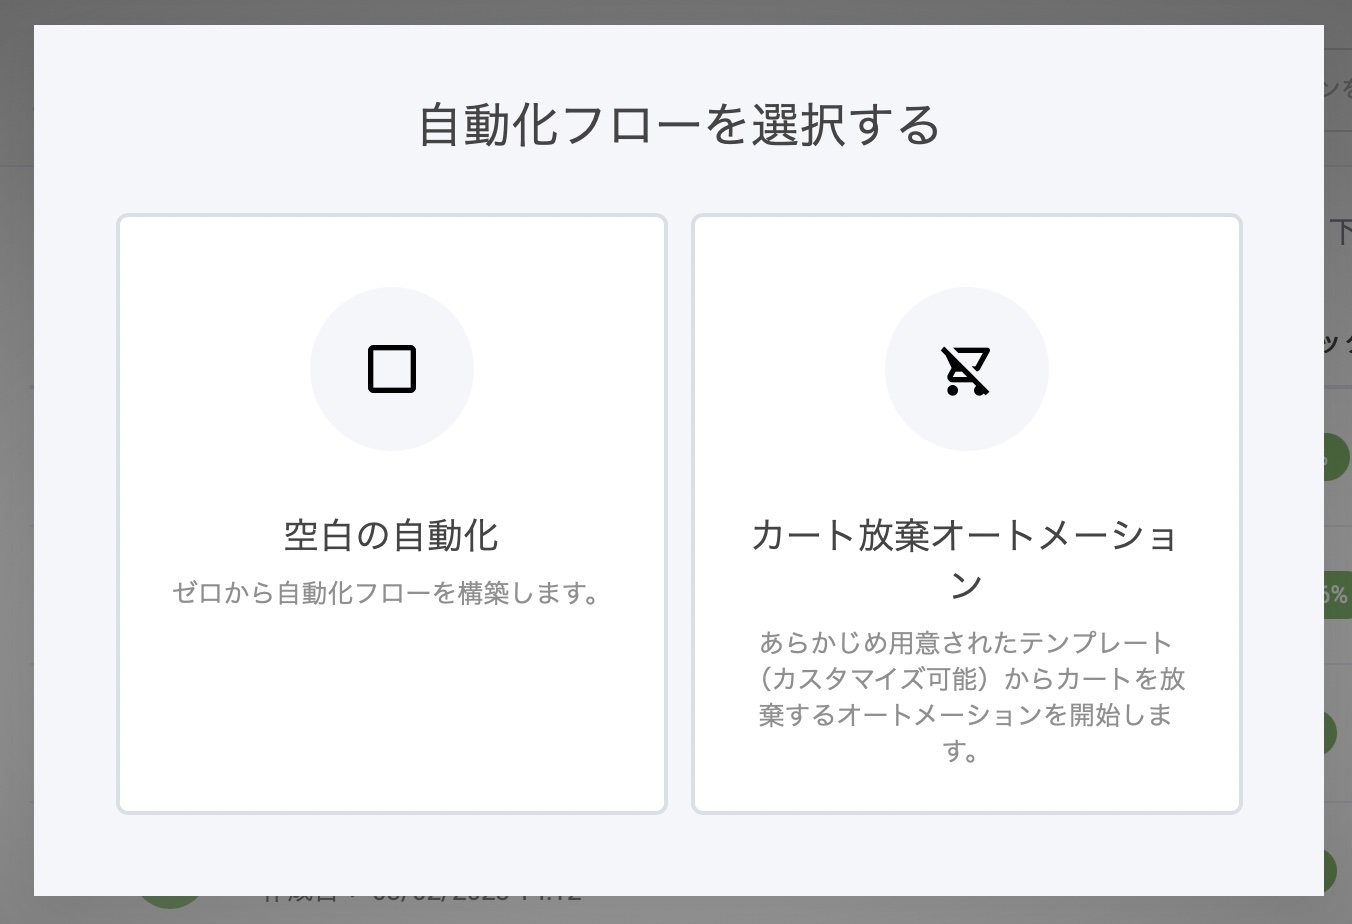 自動化フローを選択する
空白の自動化
ゼロから自動化フローを構築します。
カート放棄オートメーショ
ン
あらかじめ用意されたテンプレート
（カスタマイズ可能）からカートを放
棄するオートメーションを開始しま
す。